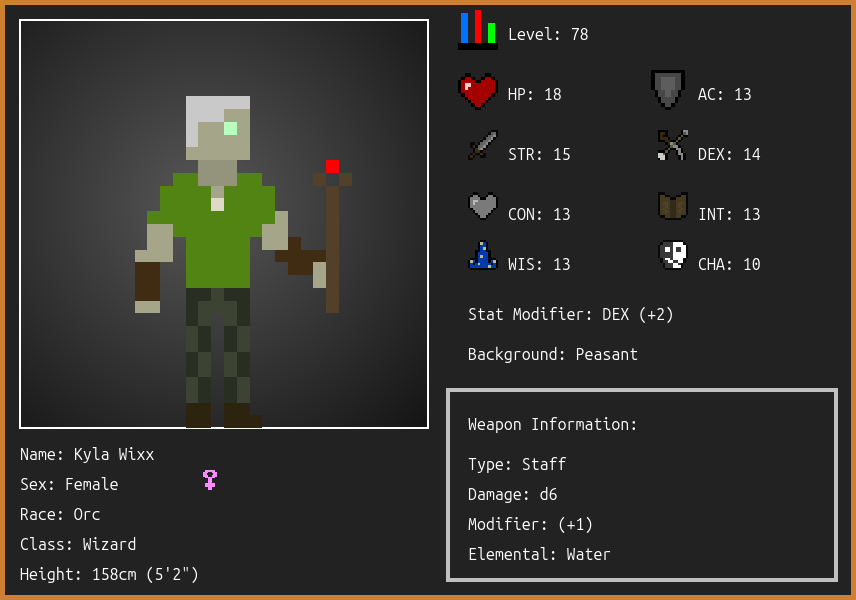 Level: 78
HP: 18
AC: 13
STR: 15
DEX: 14
CON: 13
INT: 13
WIS: 13
CHA: 10
Stat Modifier: DEX (+2)
Background: Peasant
Weapon Information:
Type: Staff
Damage: d6
Modifier: (+1)
Elemental: Water
Name: Kyla Wixx
Sex: Female
Race: Orc
Class: Wizard
Height: 158cm (5'2")